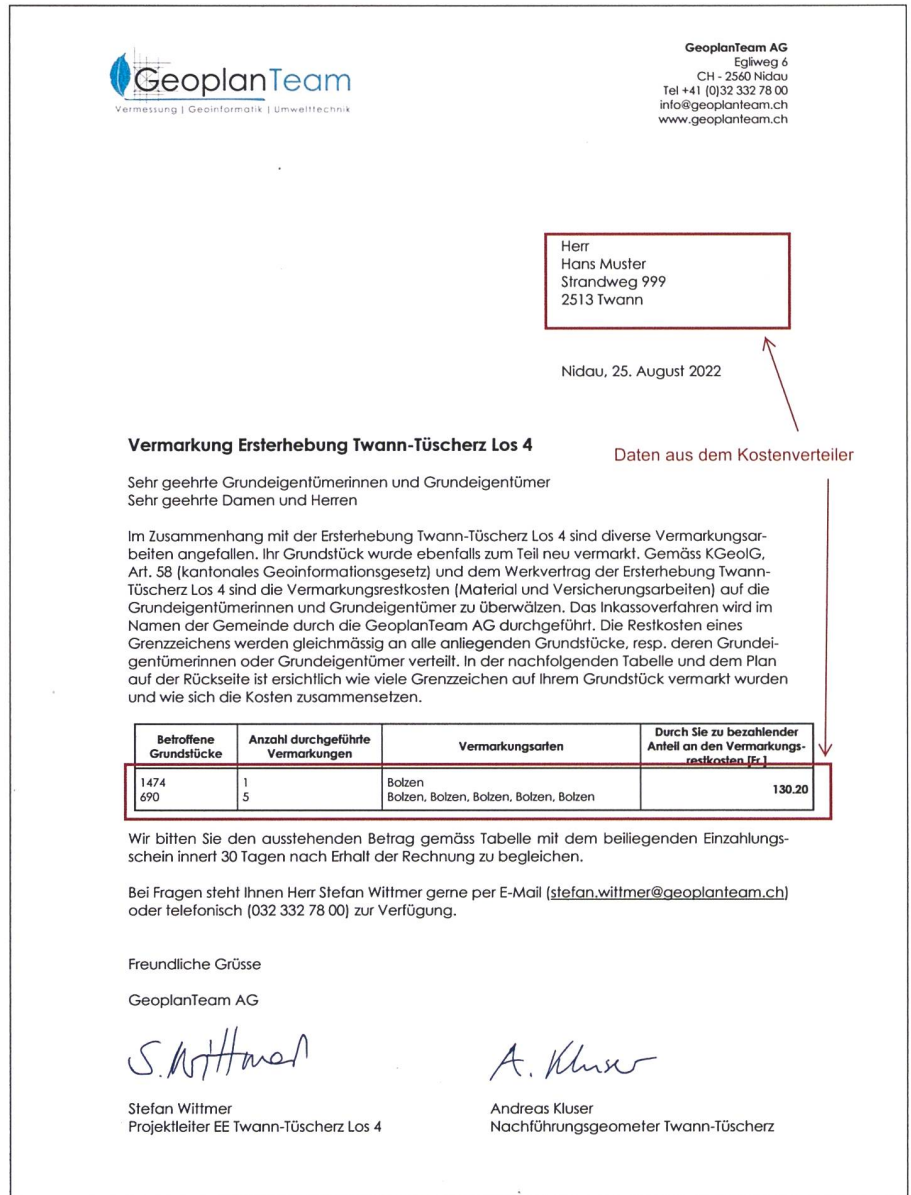 GeoplanTeam
Vermessung | Geoinformatik | Umwelttechnik
GeoplanTeam AG
Egliweg 6
CH - 2560 Nidau
Tel +41 (0)32 332 78 00
info@geoplanteam.ch
www.geoplanteam.ch
Herr
Hans Muster
Strandweg 999
2513 Twann
Nidau, 25. August 2022
Daten aus dem Kostenverteiler
Vermarkung Ersterhebung Twann-Tüscherz Los 4
Sehr geehrte Grundeigentümerinnen und Grundeigentümer
Sehr geehrte Damen und Herren
Im Zusammenhang mit der Ersterhebung Twann-Tüscherz Los 4 sind diverse Vermarkungsar-
beiten angefallen. Ihr Grundstück wurde ebenfalls zum Teil neu vermarkt. Gemäss KGeolG,
Art. 58 (kantonales Geoinformationsgesetz) und dem Werkvertrag der Ersterhebung Twann-
Tüscherz Los 4 sind die Vermarkungsrestkosten (Material und Versicherungsarbeiten) auf die
Grundeigentümerinnen und Grundeigentümer zu überwälzen. Das Inkassoverfahren wird im
Namen der Gemeinde durch die GeoplanTeam AG durchgeführt. Die Restkosten eines
Grenzzeichens werden gleichmässig an alle anliegenden Grundstücke, resp. deren Grundei-
gentümerinnen oder Grundeigentümer verteilt. In der nachfolgenden Tabelle und dem Plan
auf der Rückseite ist ersichtlich wie viele Grenzzeichen auf Ihrem Grundstück vermarkt wurden
und wie sich die Kosten zusammensetzen.
Betroffene Grundstücke
Anzahl durchgeführte Vermarkungen
Vermarkungsarten
Durch Sie zu bezahlender Anteil an den Vermarkungs-restkosten [Fr.]
1474 1 Bolzen
690 5 Bolzen, Bolzen, Bolzen, Bolzen, Bolzen
130.20
Wir bitten Sie den ausstehenden Betrag gemäss Tabelle mit dem beiliegenden Einzahlungs-
schein innert 30 Tagen nach Erhalt der Rechnung zu begleichen.
Bei Fragen steht Ihnen Herr Stefan Wittmer gerne per E-Mail (stefan.wittmer@geoplanteam.ch)
oder telefonisch (032 332 78 00) zur Verfügung.
Freundliche Grüsse
GeoplanTeam AG
S. Wittmer
A. Kluser
Stefan Wittmer
Projektleiter EE Twann-Tüscherz Los 4
Andreas Kluser
Nachführungsgeometer Twann-Tüscherz